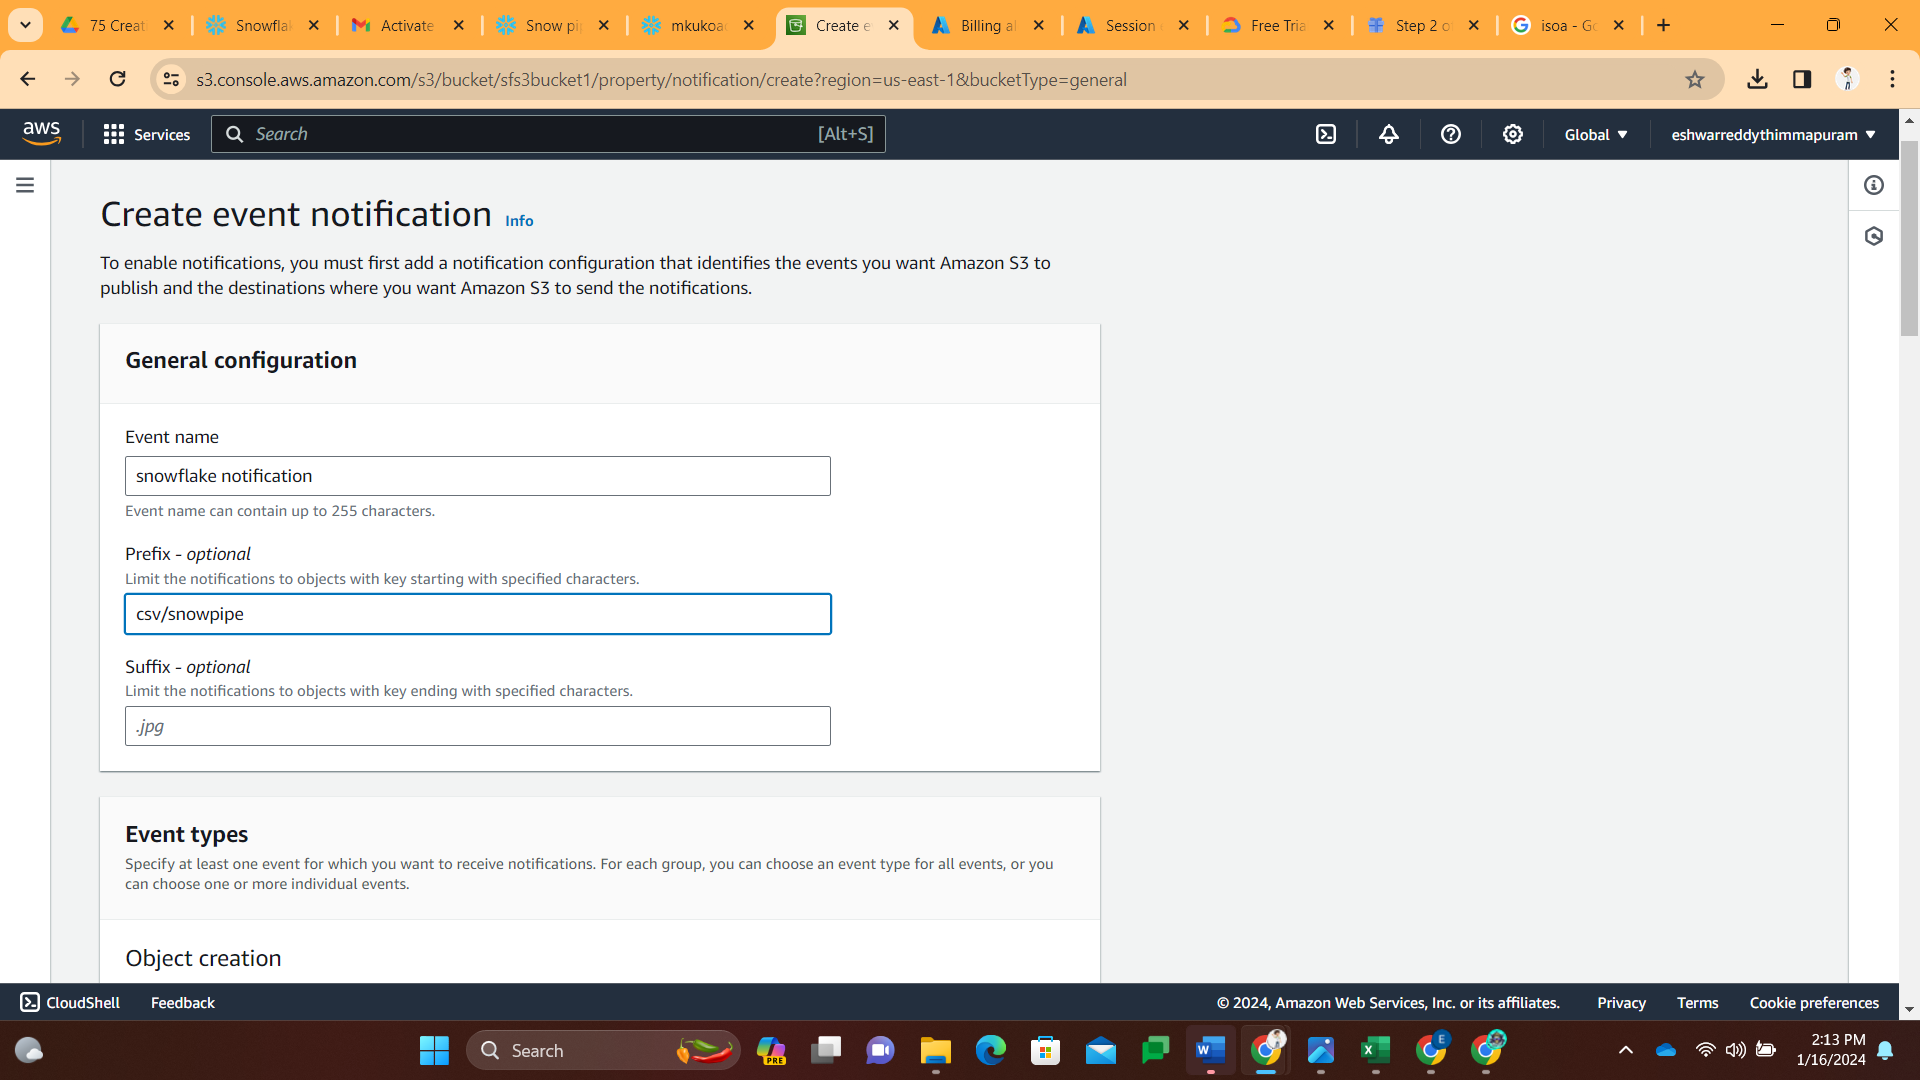 75 Creat
Snowflak
Activate
Snow pip
mkukoa
Create e
Billing al
Session
Free Tria
Step 2 o
isoa - Go
s3.console.aws.amazon.com/s3/bucket/sfs3bucket1/property/notification/create?region=us-east-1&bucketType=general
aws
Services
Search
[Alt+S]
Global
eshwarreddythimmapuram
Create event notification Info
To enable notifications, you must first add a notification configuration that identifies the events you want Amazon S3 to
publish and the destinations where you want Amazon S3 to send the notifications.
General configuration
Event name
snowflake notification
Event name can contain up to 255 characters.
Prefix - optional
Limit the notifications to objects with key starting with specified characters.
csv/snowpipe
Suffix - optional
Limit the notifications to objects with key ending with specified characters.
.jpg
Event types
Specify at least one event for which you want to receive notifications. For each group, you can choose an event type for all events, or you
can choose one or more individual events.
Object creation
CloudShell
Feedback
© 2024, Amazon Web Services, Inc. or its affiliates.
Privacy
Terms
Cookie preferences
Search
PRE
W
X
E
2:13 PM
1/16/2024